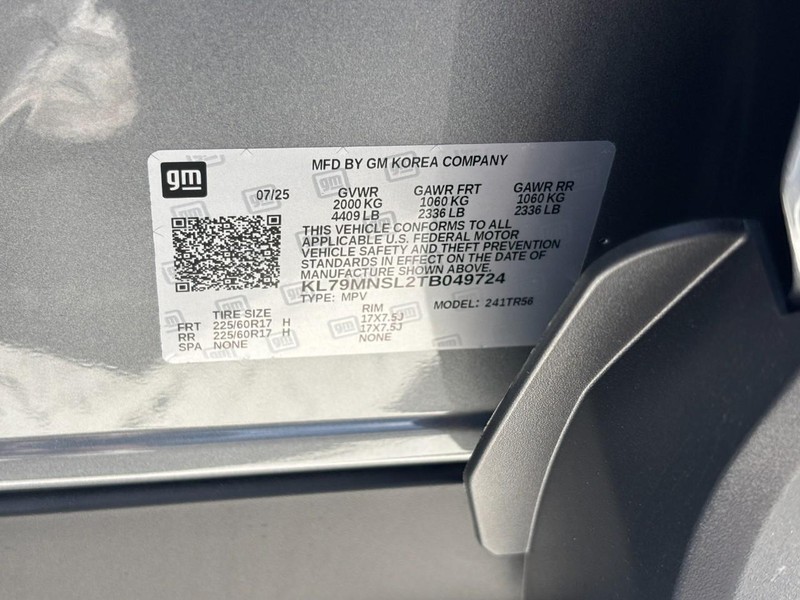 gm
MFD BY GM KOREA COMPANY
07/25 GVWR GAWR FRT GAWR RR
2000 KG 1060 KG 1060 KG
4409 LB 2336 LB 2336 LB
THIS VEHICLE CONFORMS TO ALL
APPLICABLE U.S. FEDERAL MOTOR
VEHICLE SAFETY AND THEFT PREVENTION
STANDARDS IN EFFECT ON THE DATE OF
MANUFACTURE SHOWN ABOVE.
KL79MNSL2TB049724
TYPE: MPV MODEL: 241TR56
TIRE SIZE RIM
FRT 225/60R17 H 17X7.5J
RR 225/60R17 H 17X7.5J
SPA NONE NONE